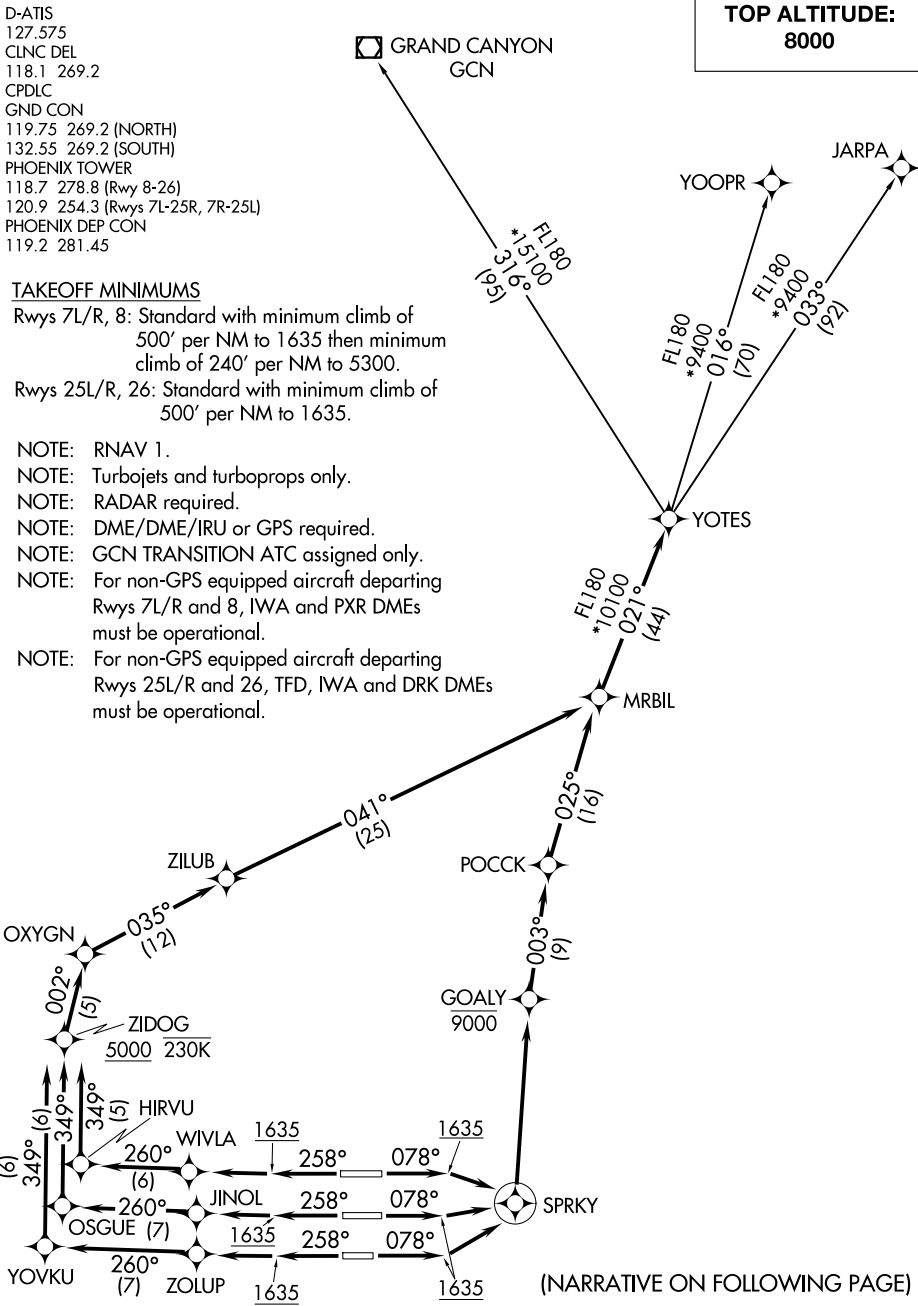 D-ATIS
127.575
CLNC DEL
118.1 269.2
CPDLC
GND CON
119.75 269.2 (NORTH)
132.55 269.2 (SOUTH)
PHOENIX TOWER
118.7 278.8 (Rwy 8-26)
120.9 254.3 (Rwys 7L-25R, 7R-25L)
PHOENIX DEP CON
119.2 281.45
TOP ALTITUDE:
8000
GRAND CANYON
GCN
YOOPR
JARPA
FL180
*15100
316°
(95)
FL180
*9400
016°
(70)
FL180
*9400
033°
(92)
TAKEOFF MINIMUMS
Rwys 7L/R, 8: Standard with minimum climb of
500' per NM to 1635 then minimum
climb of 240' per NM to 5300.
Rwys 25L/R, 26: Standard with minimum climb of
500' per NM to 1635.
NOTE: RNAV 1.
NOTE: Turbojets and turboprops only.
NOTE: RADAR required.
NOTE: DME/DME/IRU or GPS required.
NOTE: GCN TRANSITION ATC assigned only.
NOTE: For non-GPS equipped aircraft departing
Rwys 7L/R and 8, IWA and PXR DMEs
must be operational.
NOTE: For non-GPS equipped aircraft departing
Rwys 25L/R and 26, TFD, IWA and DRK DMEs
must be operational.
YOTES
FL180
*10100
021°
(44)
MRBIL
041°
(25)
025°
(16)
ZILUB
POCCK
035°
(12)
OXYGN
003°
(9)
002°
(5)
GOALY
9000
ZIDOG
5000 230K
349°
(6)
349°
(6)
349°
(5)
HIRVU
WIVLA
1635
1635
260°
(6)
258°
078°
JINOL
260°
(7)
258°
078°
SPRKY
OSGUE
1635
YOVKU
260°
(7)
ZOLUP
258°
078°
1635
1635
(NARRATIVE ON FOLLOWING PAGE)